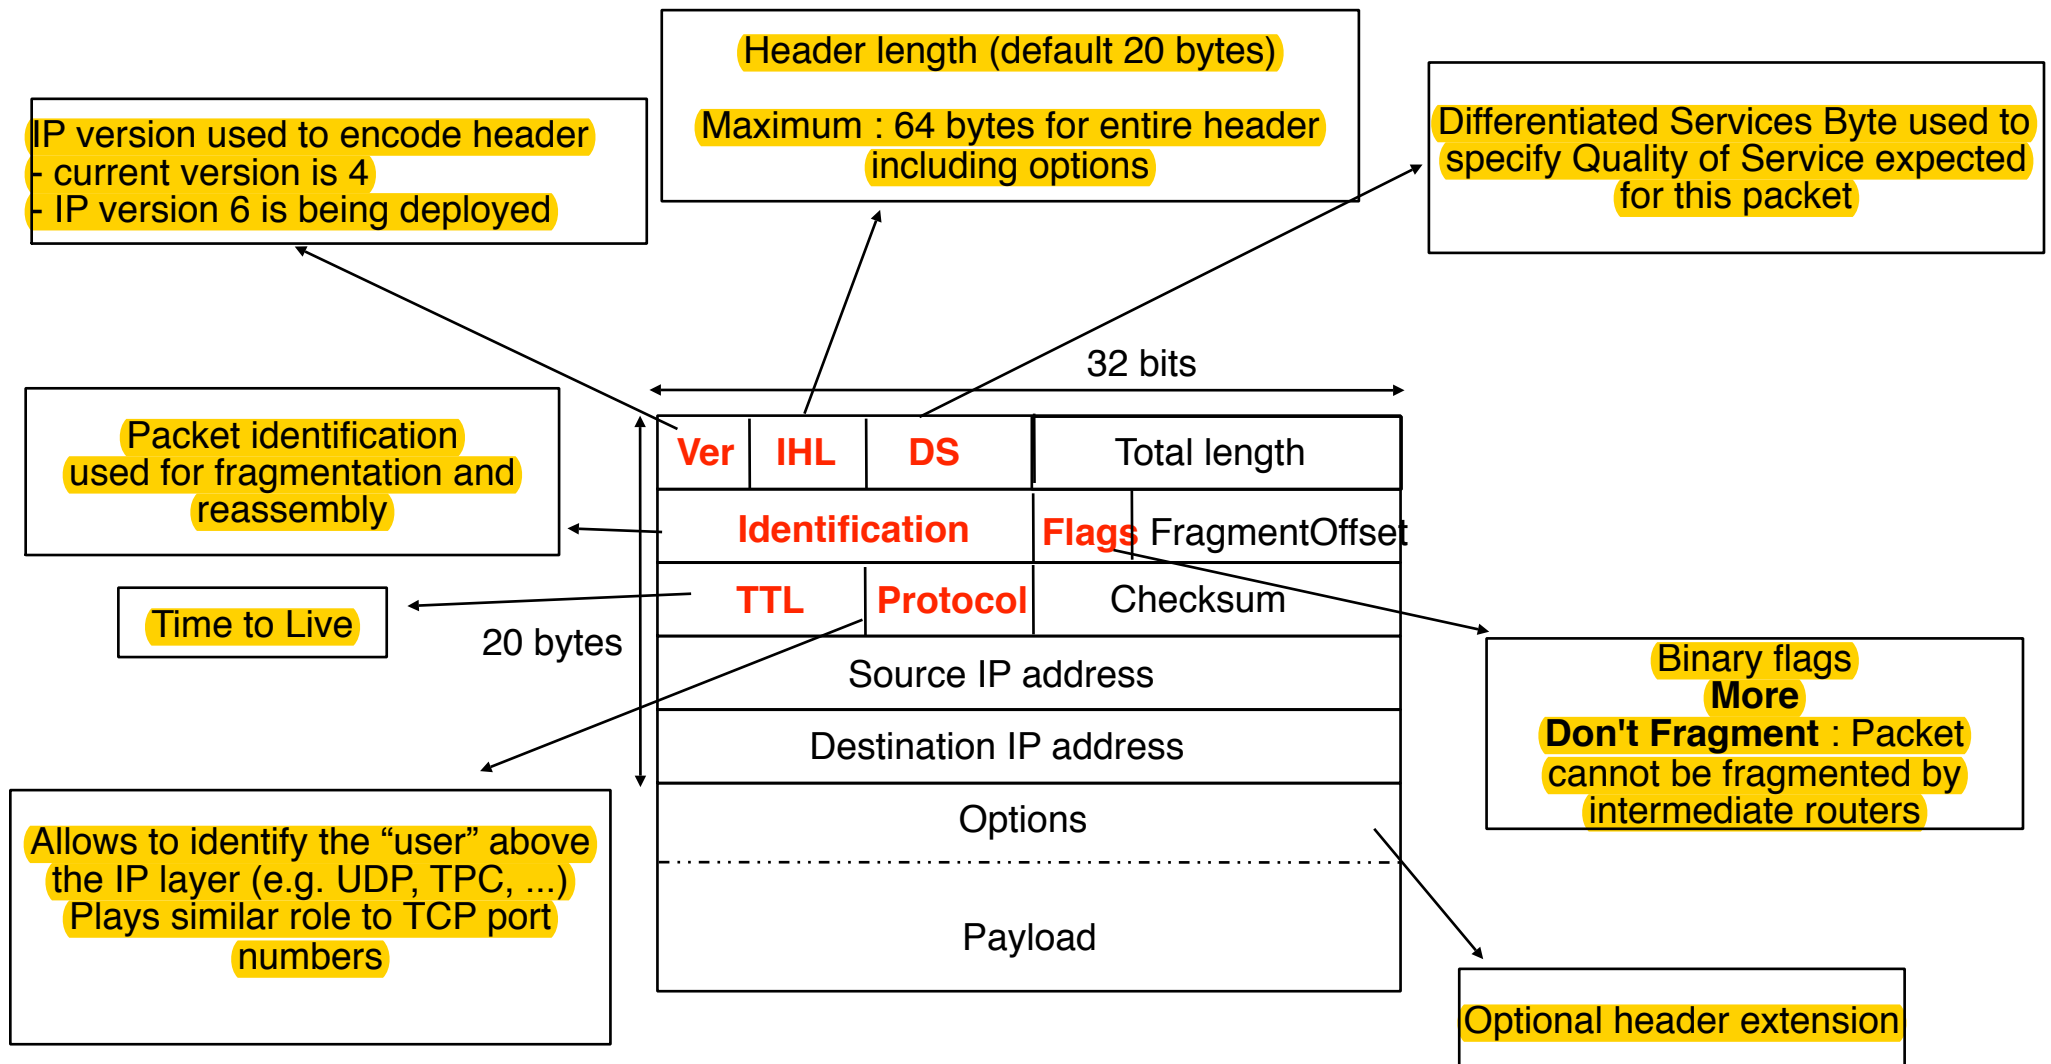 Header length (default 20 bytes)
Maximum : 64 bytes for entire header
including options
IP version used to encode header
- current version is 4
- IP version 6 is being deployed
Differentiated Services Byte used to
specify Quality of Service expected
for this packet
32 bits
Packet identification
used for fragmentation and
reassembly
Ver IHL DS Total length
Identification Flags FragmentOffset
TTL Protocol Checksum
Time to Live
20 bytes
Source IP address
Destination IP address
Options
Payload
Binary flags
More
Don't Fragment : Packet
cannot be fragmented by
intermediate routers
Allows to identify the “user” above
the IP layer (e.g. UDP, TPC, ...)
Plays similar role to TCP port
numbers
Optional header extension